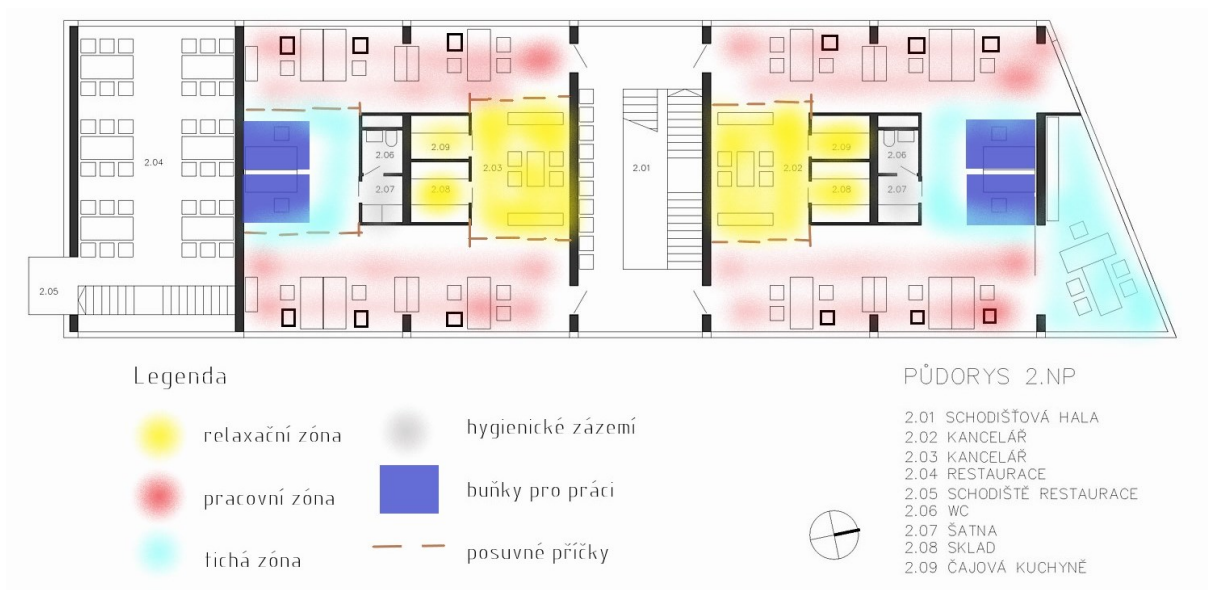 2.04
2.05
2.06
2.07
2.09
2.08
2.03
2.01
2.02
2.09
2.08
2.06
2.07
Legenda
relaxační zóna
pracovní zóna
tichá zóna
hygienické zázemí
buňky pro práci
posuvné příčky
PŮDORYS 2.NP
2.01 SCHODIŠŤOVÁ HALA
2.02 KANCELÁŘ
2.03 KANCELÁŘ
2.04 RESTAURACE
2.05 SCHODIŠTĚ RESTAURACE
2.06 WC
2.07 ŠATNA
2.08 SKLAD
2.09 ČAJOVÁ KUCHYNĚ